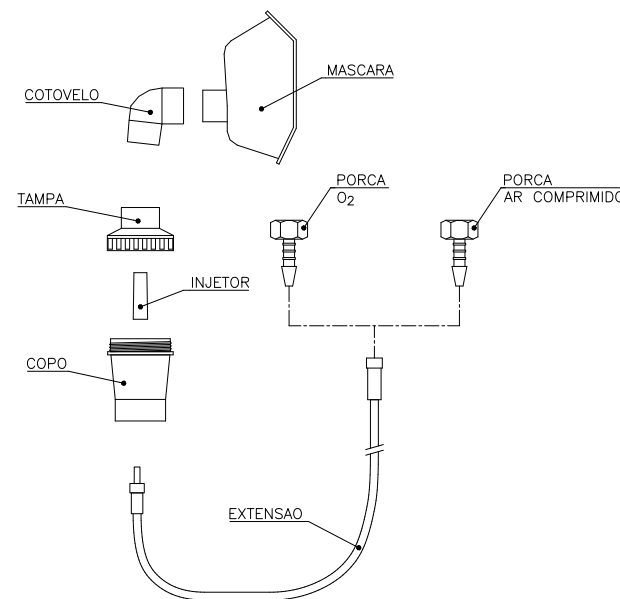 MASCARA
COTOVELO
PORCA
O2
PORCA
AR COMPRIMIDO
TAMPA
INJETOR
COPO
EXTENSAO